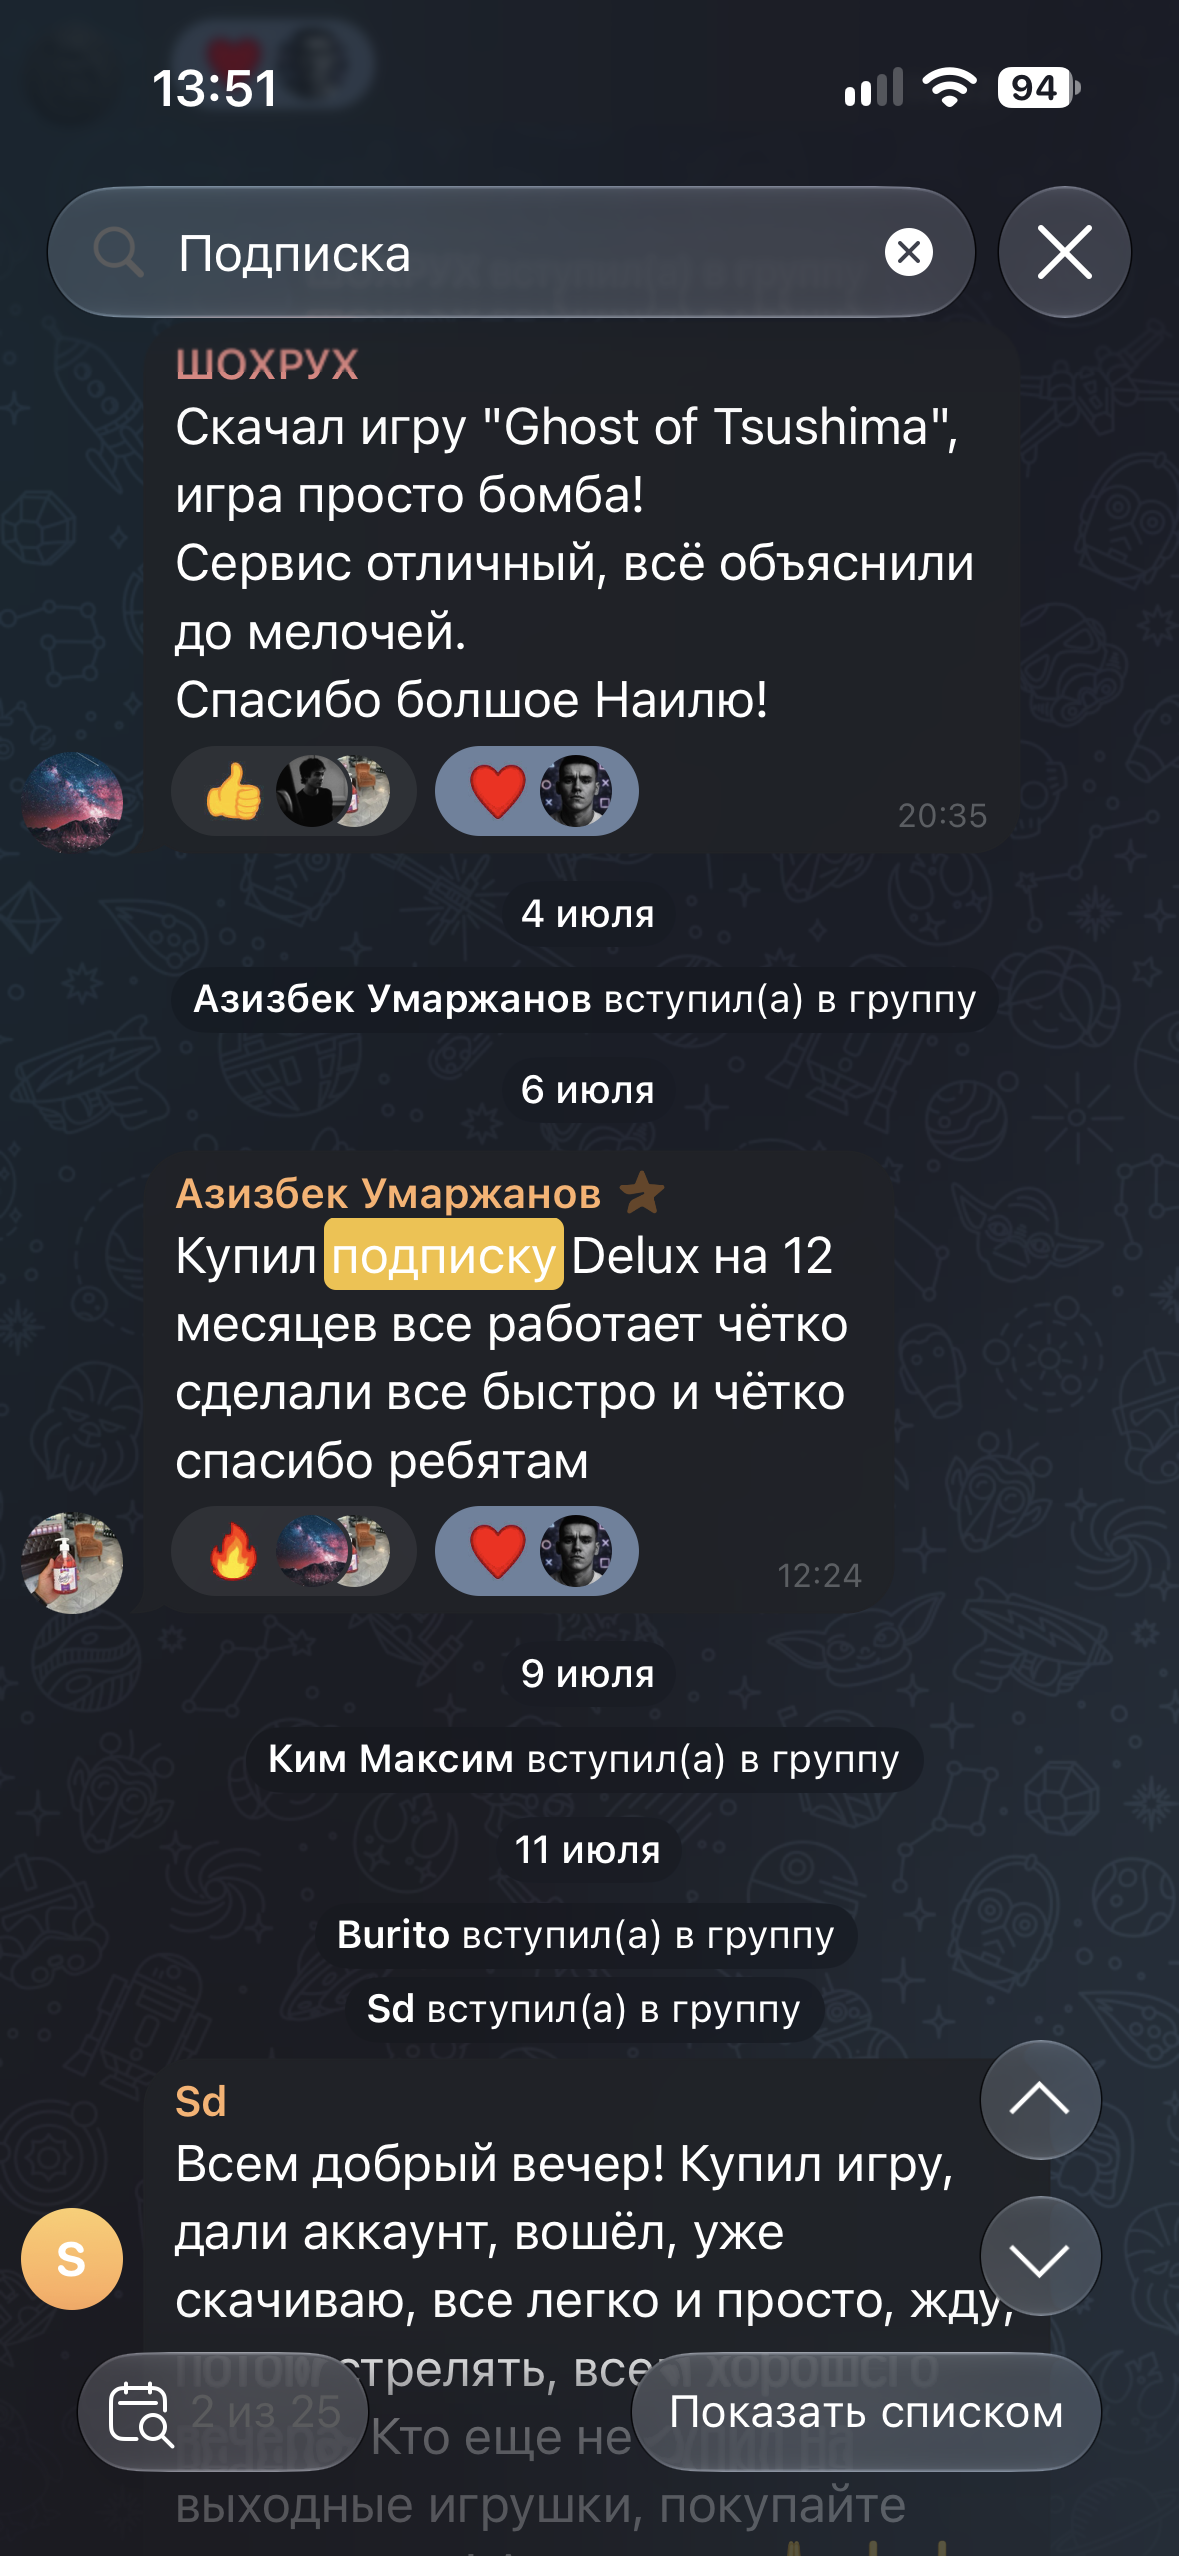 13:51
94
Подписка
ШОХРУХ
Скачал игру "Ghost of Tsushima",
игра просто бомба!
Сервис отличный, всё объяснили
до мелочей.
Спасибо болшое Наилю!
20:35
4 июля
Азизбек Умаржанов вступил(а) в группу
6 июля
Азизбек Умаржанов
Купил подписку Delux на 12
месяцев все работает чётко
сделали все быстро и чётко
спасибо ребятам
12:24
9 июля
Ким Максим вступил(а) в группу
11 июля
Burito вступил(а) в группу
Sd вступил(а) в группу
Sd
Всем добрый вечер! Купил игру,
дали аккаунт, вошёл, уже
S
скачиваю, все легко и просто, жду,
потом стрелять, всем хорошего
2 из 25
Показать списком
Кто еще не
выходные игрушки, покупайте